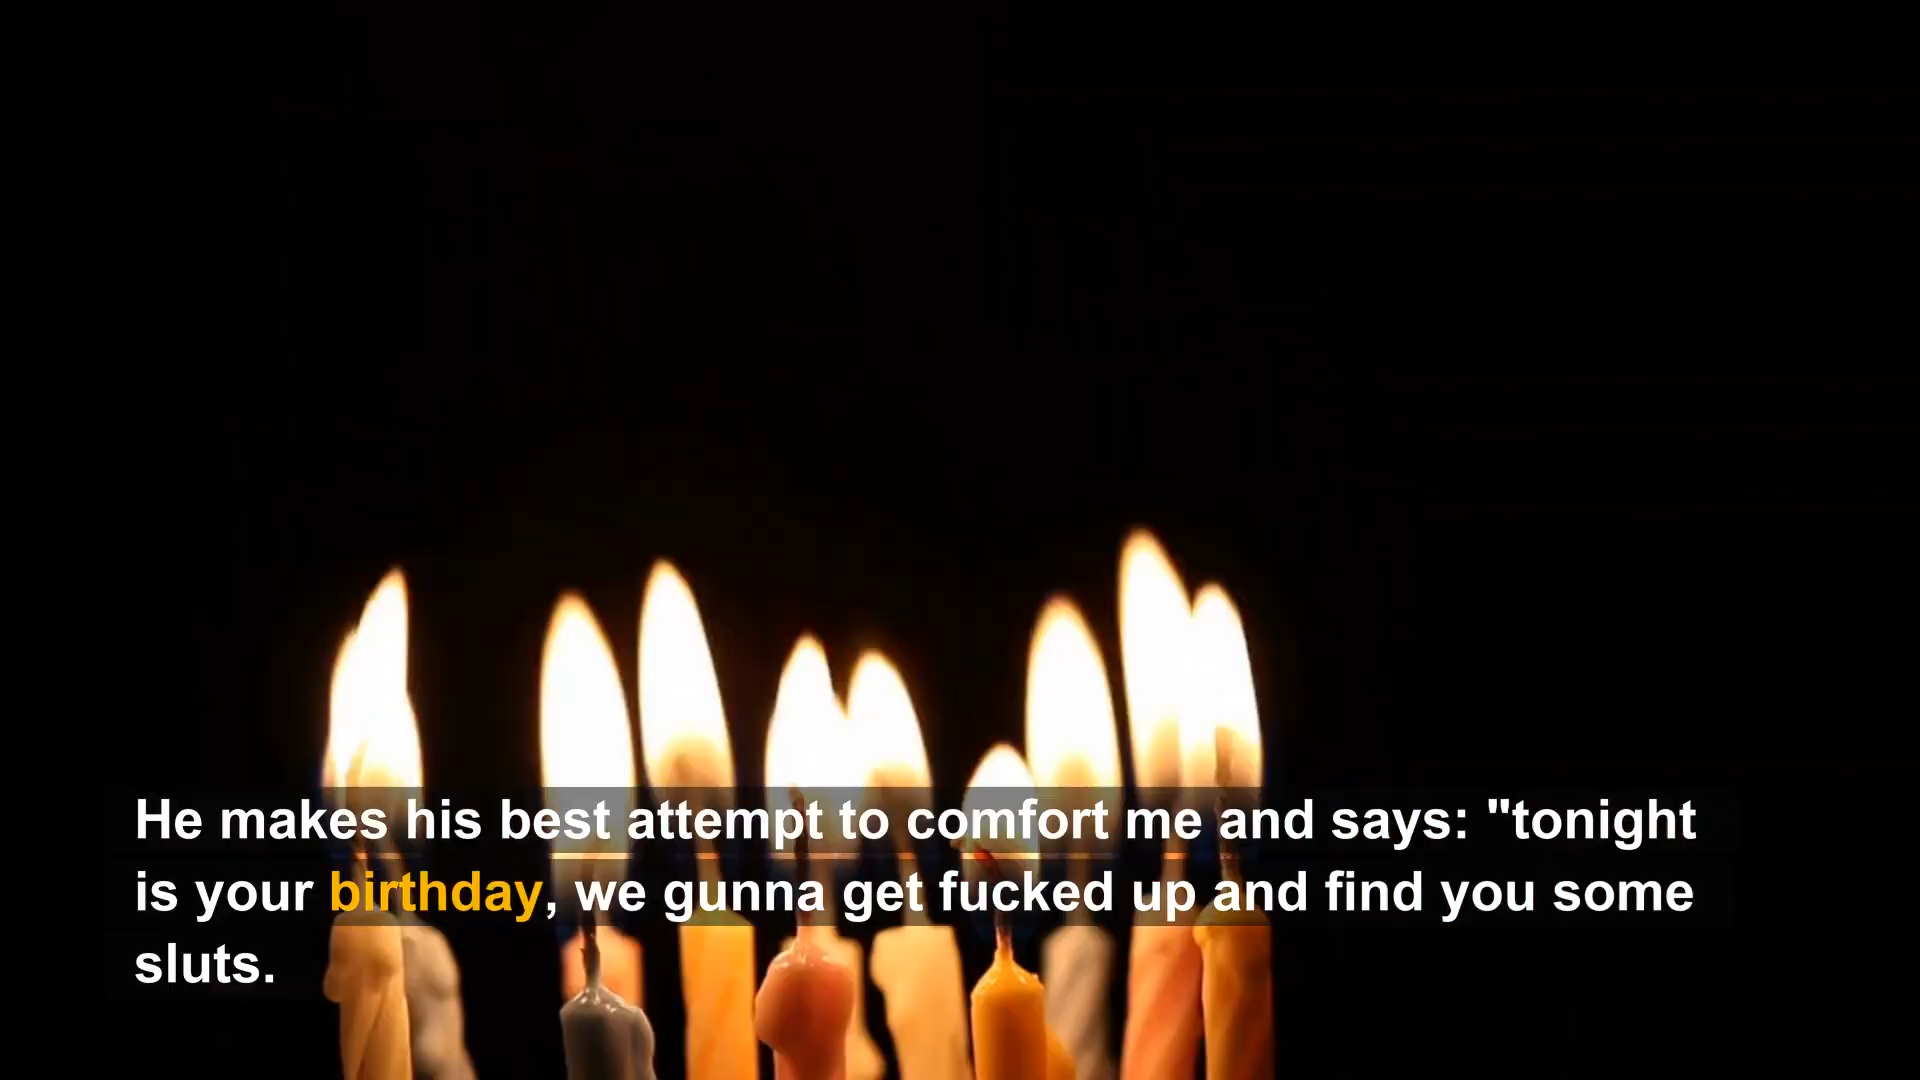 He makes his best attempt to comfort me and says: "tonight
is your birthday, we gunna get fucked up and find you some
sluts.